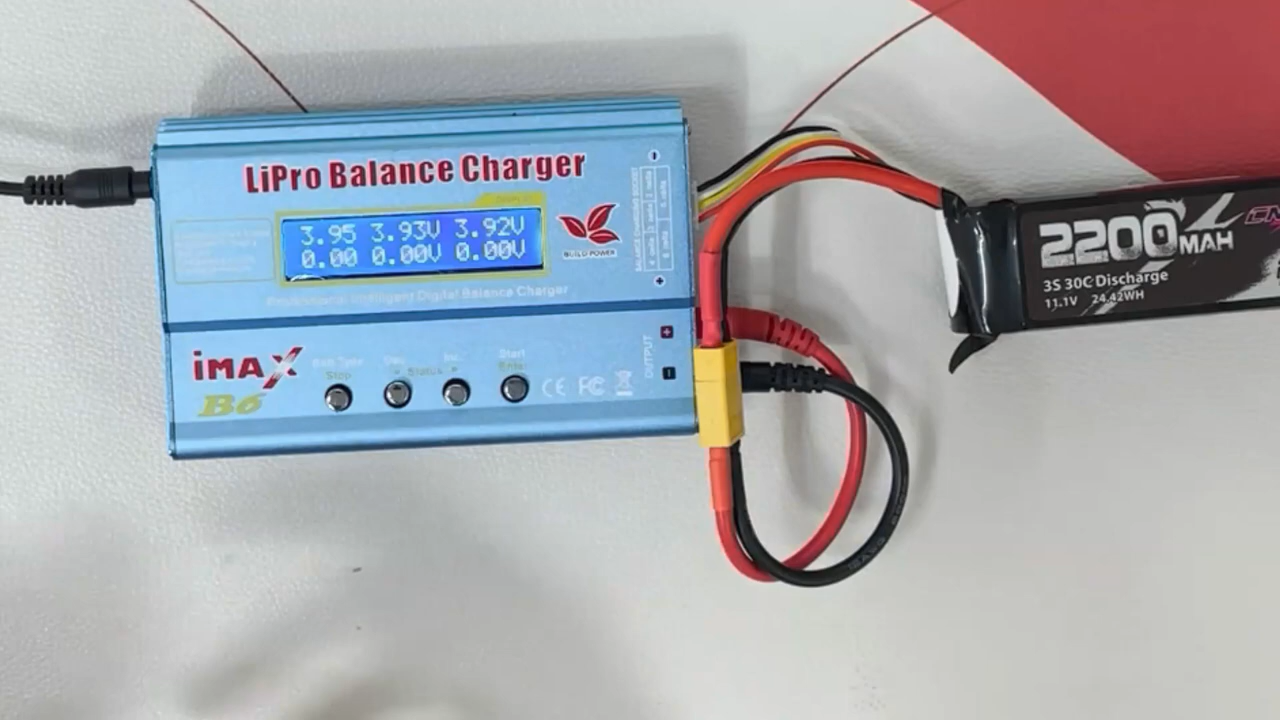 LiPro Balance Charger
3.95 3.93V 3.92V
0.00 0.00V 0.00V
BUILD POWER
Professional Intelligent Digital Balance Charger
iMAX
B6
Stop
Dec.
Status
Inc.
Start
Enter
CE FC
OUTPUT
+
-
2200MAH
3S 30C Discharge
11.1V 24.42WH